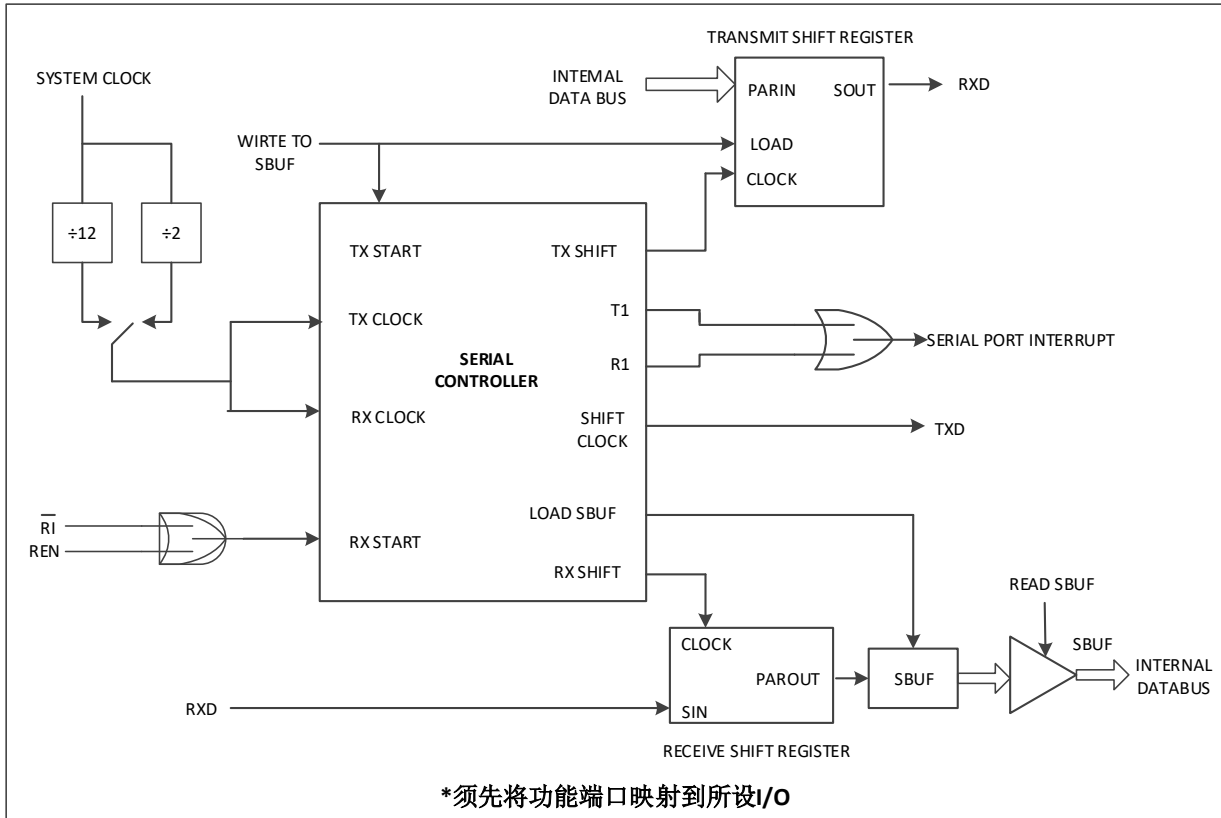 TRANSMIT SHIFT REGISTER
SYSTEM CLOCK
INTEMAL
DATA BUS
PARIN
SOUT
RXD
WIRTE TO
SBUF
LOAD
CLOCK
÷12
÷2
TX START
TX SHIFT
TX CLOCK
T1
SERIAL PORT INTERRUPT
SERIAL
CONTROLLER
R1
RX CLOCK
SHIFT
CLOCK
TXD
LOAD SBUF
R̅I̅
REN
RX START
RX SHIFT
READ SBUF
CLOCK
PAROUT
SBUF
SBUF
INTERNAL
DATABUS
RXD
SIN
RECEIVE SHIFT REGISTER
*须先将功能端口映射到所设I/O